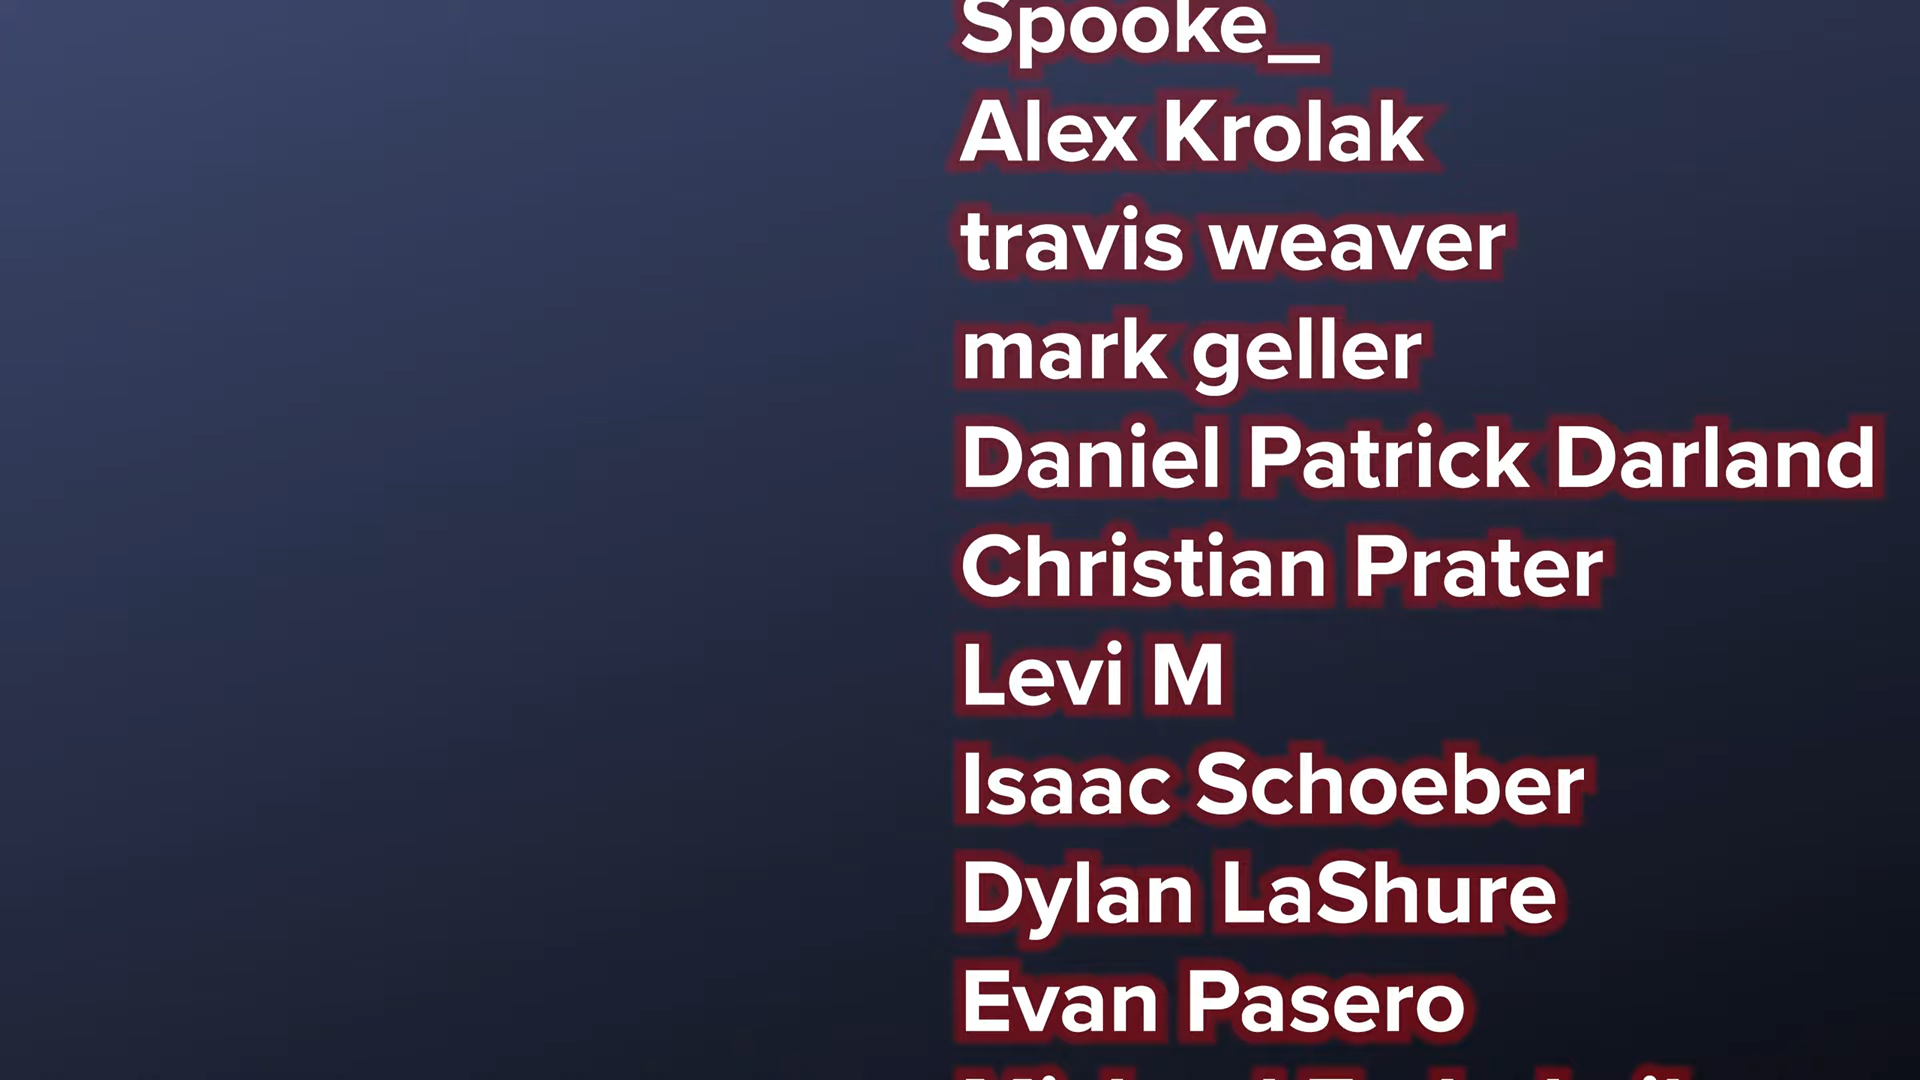 Spooke_
Alex Krolak
travis weaver
mark geller
Daniel Patrick Darland
Christian Prater
Levi M
Isaac Schoeber
Dylan LaShure
Evan Pasero